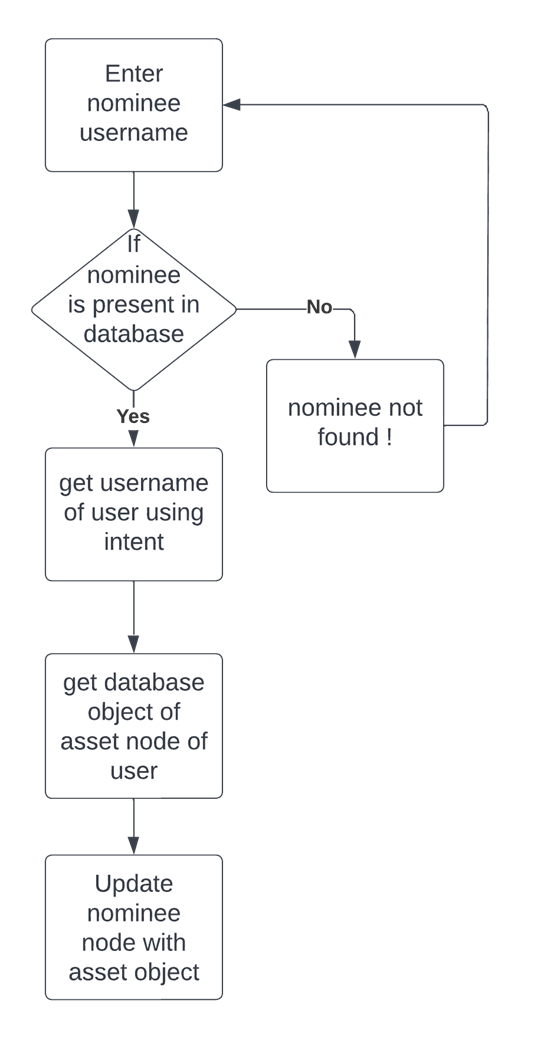 Enter
nominee
username
If
nominee
is present in
database
No
nominee not
found !
Yes
get username
of user using
intent
get database
object of
asset node of
user
Update
nominee
node with
asset object